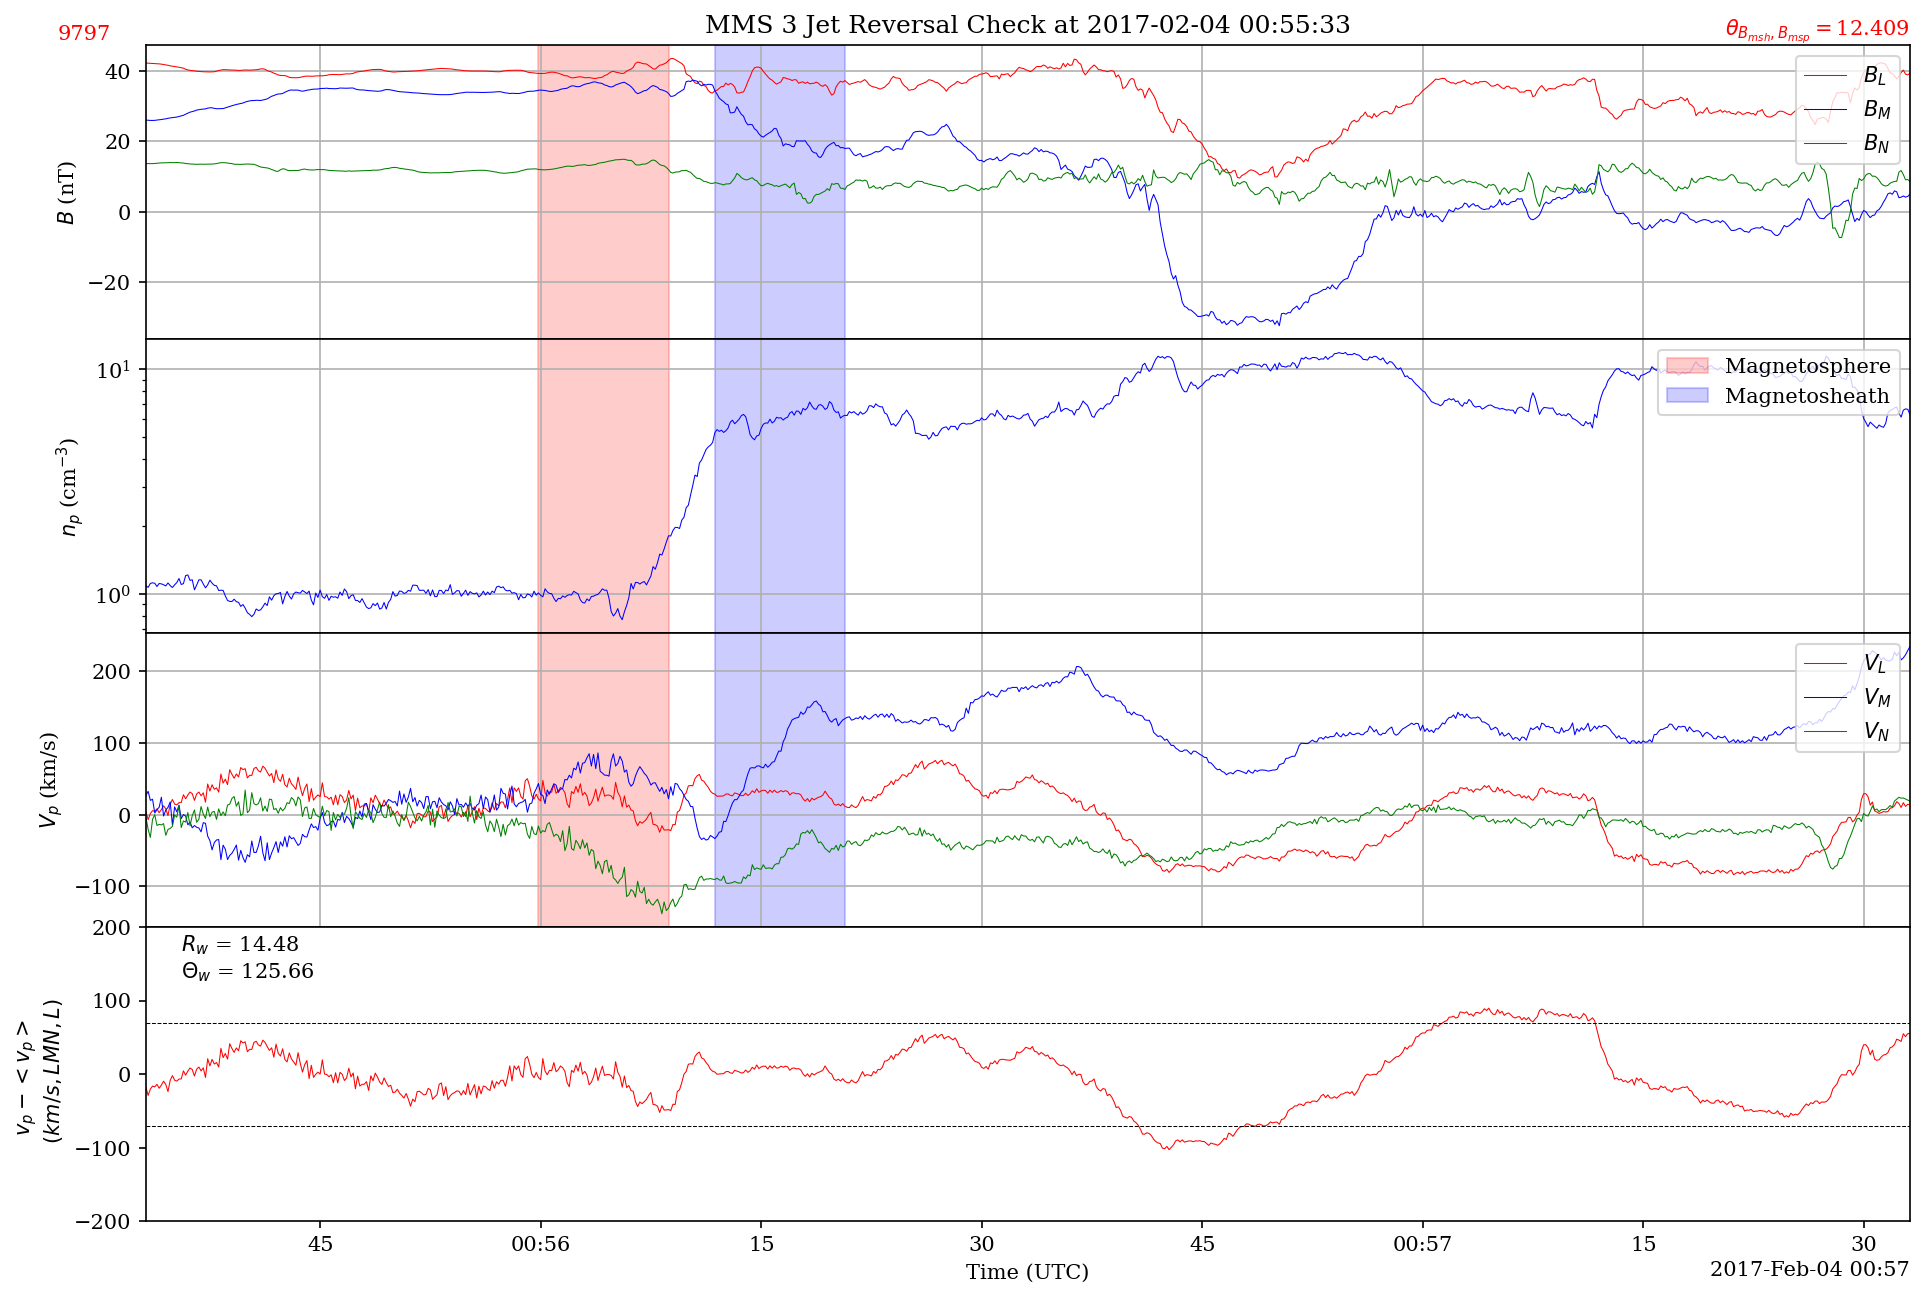 MMS 3 Jet Reversal Check at 2017-02-04 00:55:33
9797
θ_{B_{msh}, B_{msp}} = 12.409
B (nT)
40
20
0
−20
B_L
B_M
B_N
n_p (cm^{−3})
10^1
10^0
Magnetosphere
Magnetosheath
V_p (km/s)
200
100
0
−100
V_L
V_M
V_N
v_p − < v_p >
(km/s, LMN, L)
200
100
0
−100
−200
R_w = 14.48
Θ_w = 125.66
45
00:56
15
30
45
00:57
15
30
Time (UTC)
2017-Feb-04 00:57